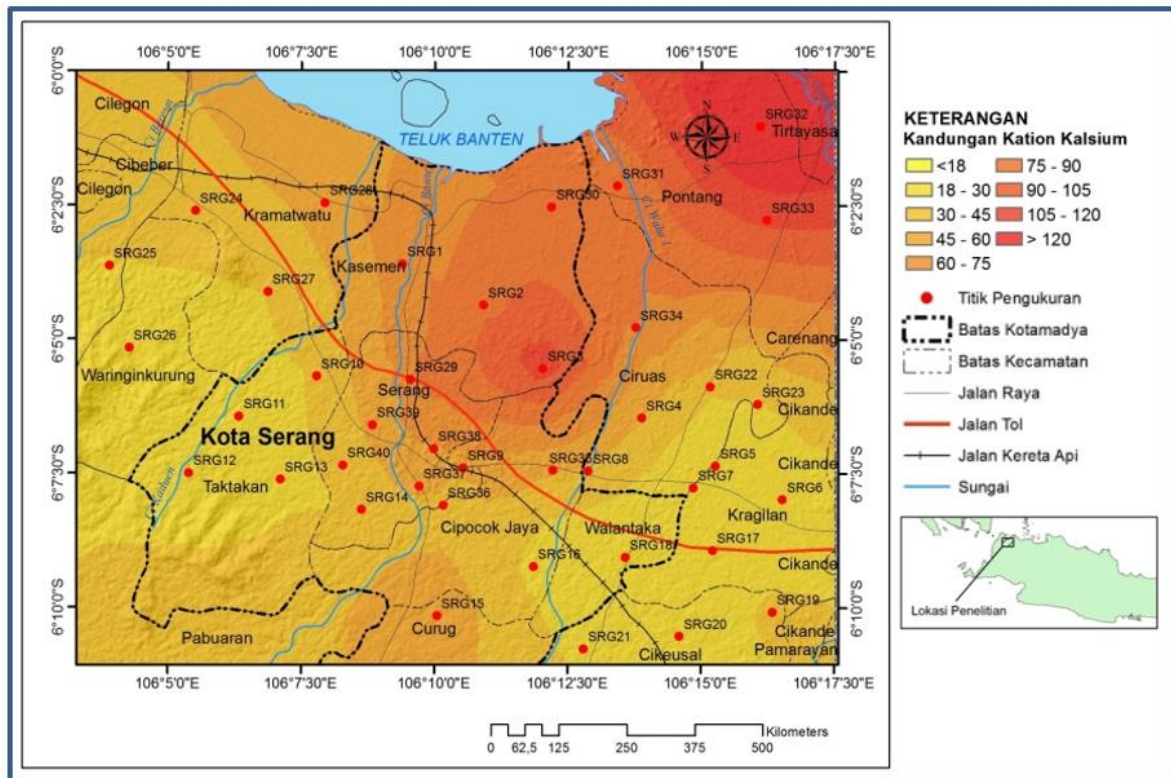 106°5'0"E 106°7'30"E 106°10'0"E 106°12'30"E 106°15'0"E 106°17'30"E
6°0'0"S
6°2'30"S
6°5'0"S
6°7'30"S
6°10'0"S
Cilegon
Cibeber
Cilegon
TELUK BANTEN
N
W E
S
SRG32
Tirtayasa
SRG24
Kramatwatu
SRG28
SRG30
SRG31
Pontang
SRG33
SRG25
SRG27
Kasemen
SRG1
SRG2
SRG34
Carenang
SRG26
Waringinkurung
SRG10
SRG29
Serang
SRG3
Ciruas
SRG22
SRG23
Cikande
SRG11
SRG39
Kota Serang
SRG38
SRG4
SRG12
SRG13
SRG40
SRG9
SRG8
SRG5
Cikande
Taktakan
SRG37
SRG7
SRG14
SRG36
SRG6
Cipocok Jaya
Walantaka
Kragilan
SRG16
SRG18
SRG17
Cikande
SRG15
Curug
SRG19
Pabuaran
SRG21
SRG20
Cikeusal
Cikande
Pamarayan
6°0'0"S
6°2'30"S
6°5'0"S
6°7'30"S
6°10'0"S
106°5'0"E 106°7'30"E 106°10'0"E 106°12'30"E 106°15'0"E 106°17'30"E
Kilometers
0 62,5 125 250 375 500
KETERANGAN
Kandungan Kation Kalsium
<18 75 - 90
18 - 30 90 - 105
30 - 45 105 - 120
45 - 60 > 120
60 - 75
Titik Pengukuran
Batas Kotamadya
Batas Kecamatan
Jalan Raya
Jalan Tol
Jalan Kereta Api
Sungai
Lokasi Penelitian